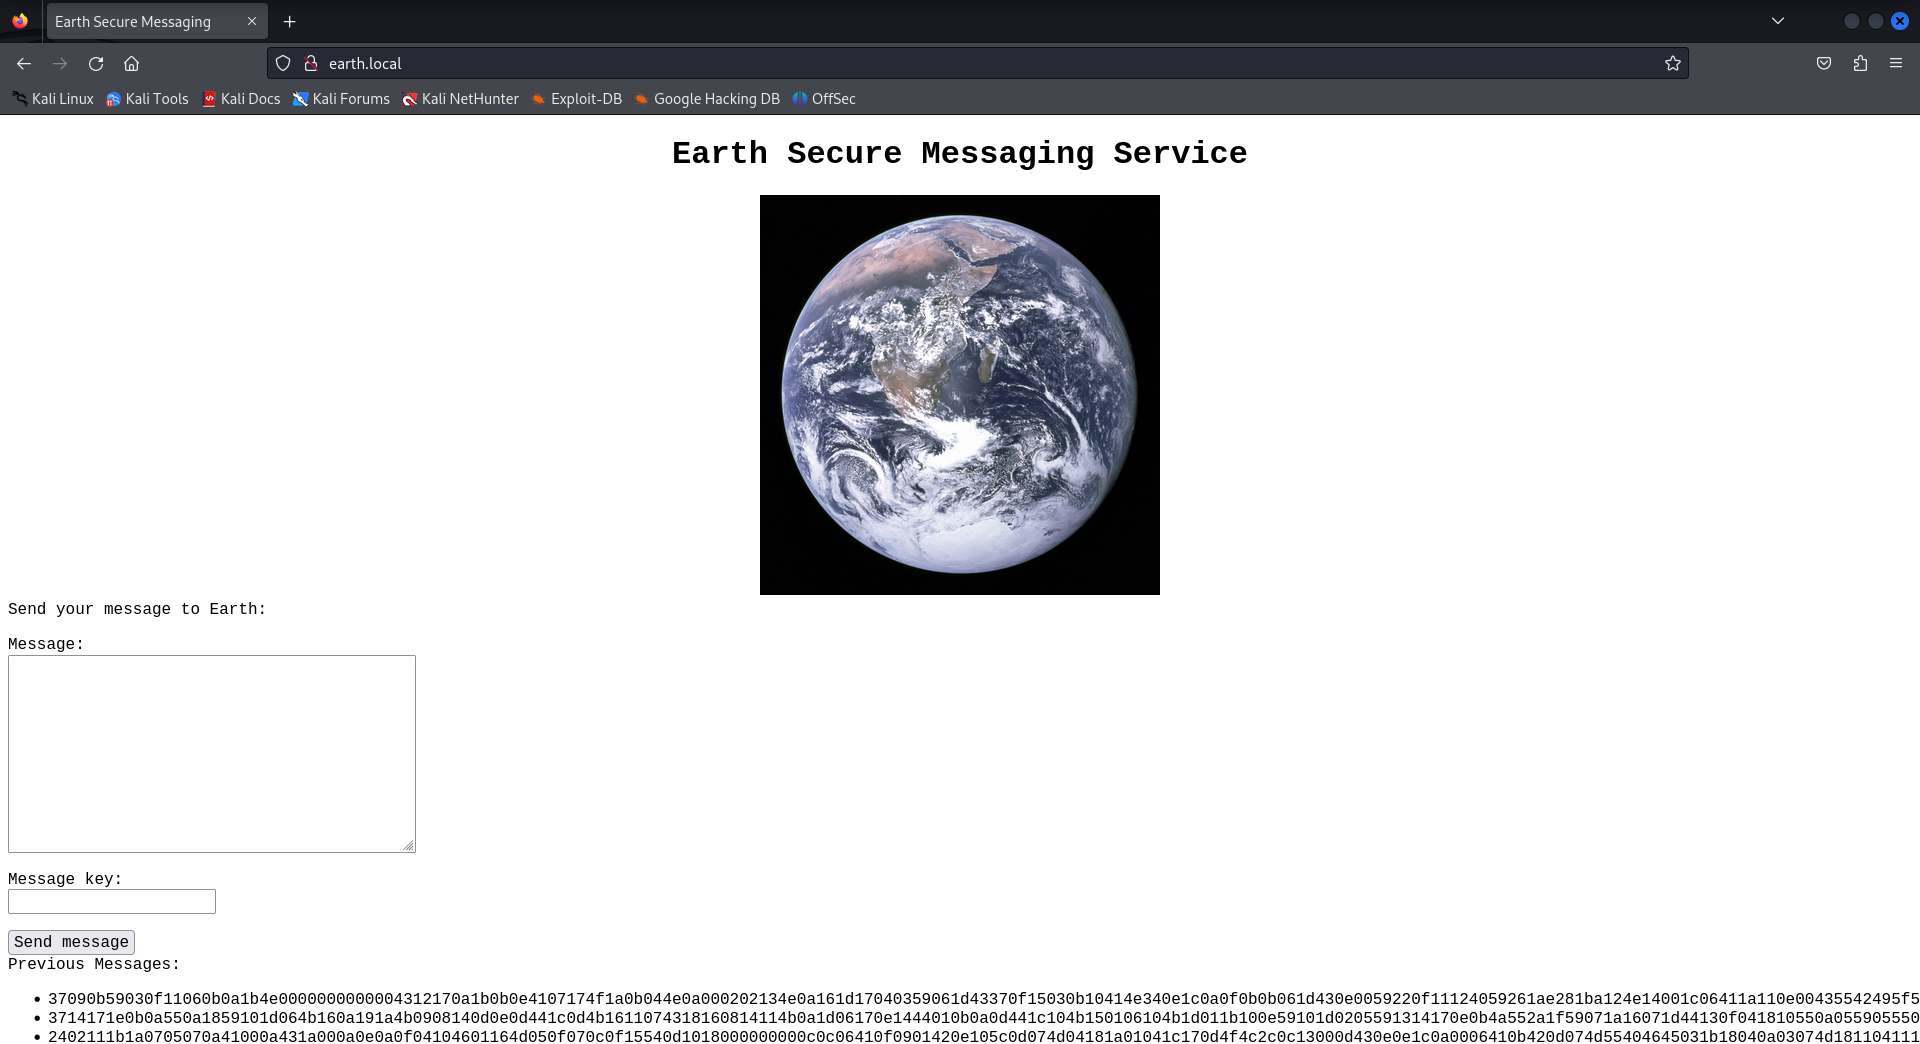 Earth Secure Messaging
earth.local
Kali Linux Kali Tools Kali Docs Kali Forums Kali NetHunter Exploit-DB Google Hacking DB OffSec
Earth Secure Messaging Service
Send your message to Earth:
Message:
Message key:
Send message
Previous Messages:
37090b59030f11060b0a1b4e0000000000004312170a1b0b0e4107174f1a0b044e0a000202134e0a161d17040359061d43370f15030b10414e340e1c0a0f0b0b061d430e0059220f11124059261ae281ba124e14001c06411a110e00435542495f5
3714171e0b0a550a1859101d064b160a191a4b0908140d0e0d441c0d4b1611074318160814114b0a1d06170e1444010b0a0d441c104b150106104b1d011b100e59101d0205591314170e0b4a552a1f59071a16071d44130f041810550a055905550
2402111b1a0705070a41000a431a000a0e0a0f04104601164d050f070c0f15540d1018000000000c0c06410f0901420e105c0d074d04181a01041c170d4f4c2c0c13000d430e0e1c0a0006410b420d074d55404645031b18040a03074d181104111